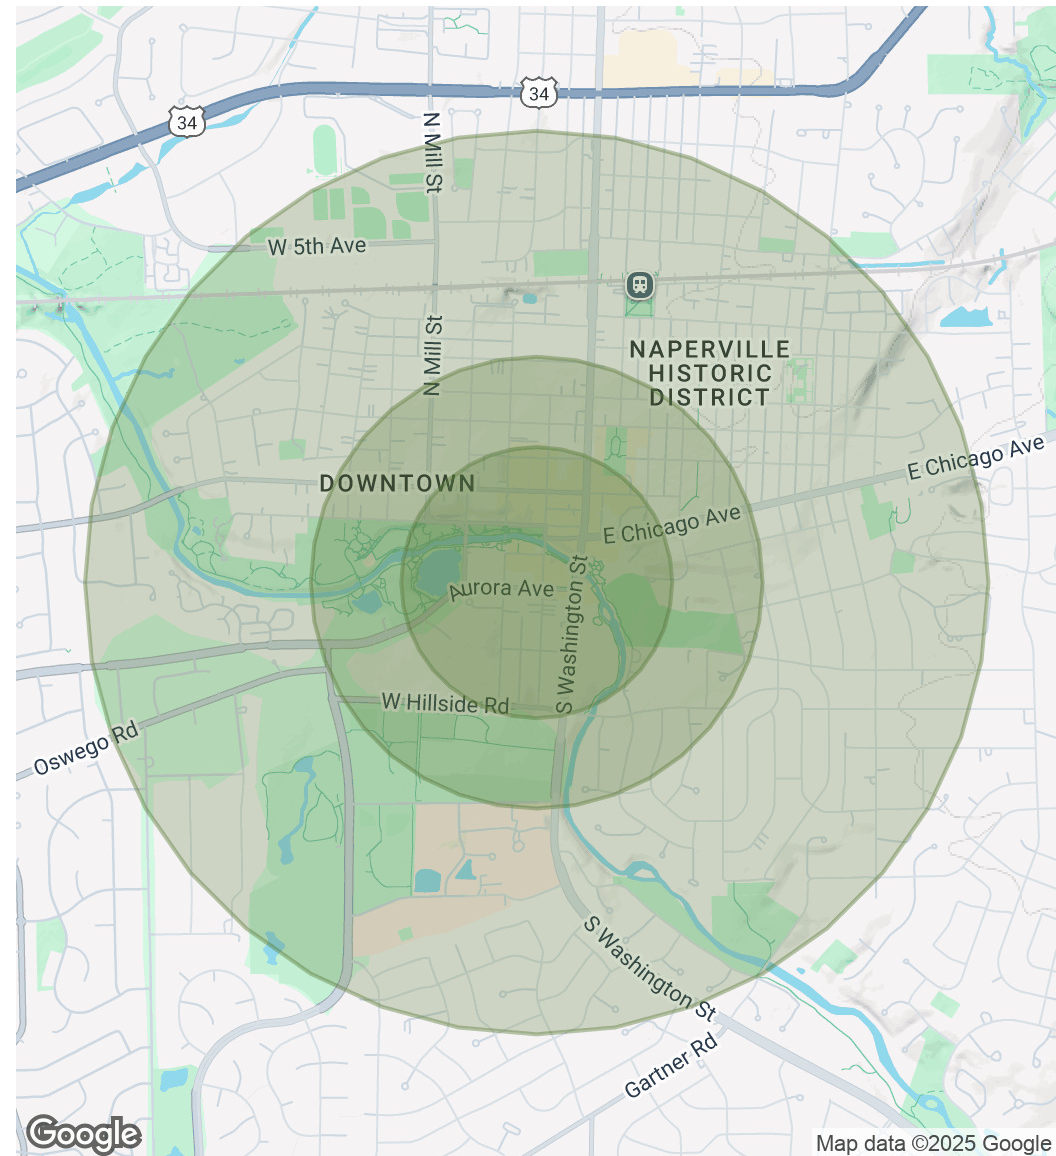 34
34
N Mill St
W 5th Ave
N Mill St
NAPERVILLE
HISTORIC
DISTRICT
E Chicago Ave
DOWNTOWN
E Chicago Ave
Aurora Ave
S Washington St
W Hillside Rd
Oswego Rd
S Washington St
Gartner Rd
Google
Map data ©2025 Google